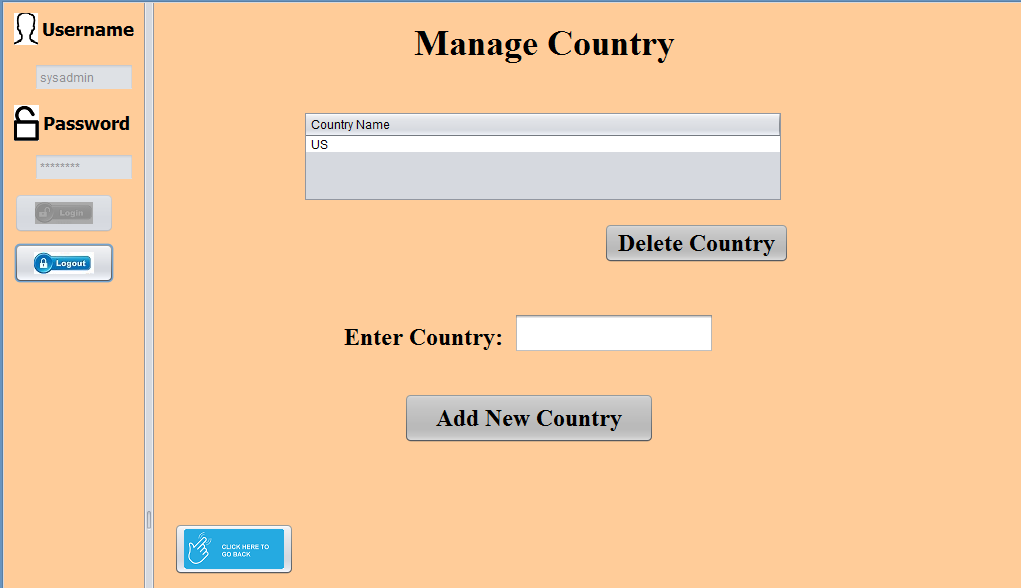 Username
sysadmin
Password
********
Login
Logout
Manage Country
Country Name
US
Delete Country
Enter Country:
Add New Country
CLICK HERE TO
GO BACK